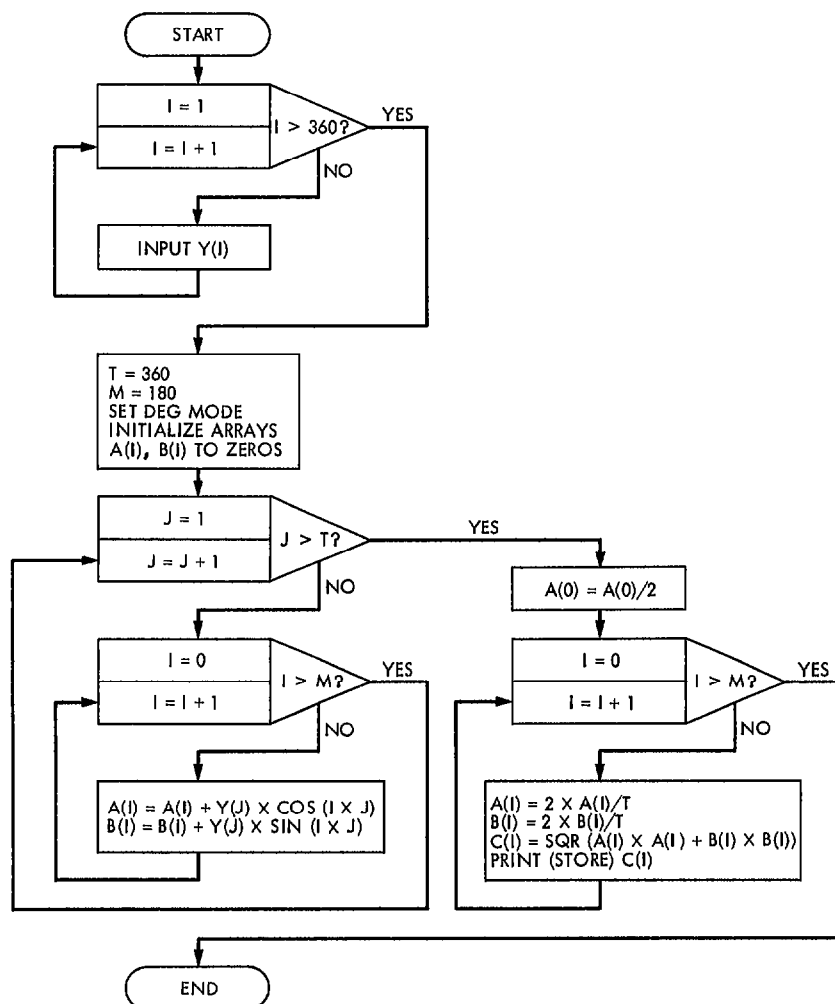 START
I = 1
I = I + 1
I > 360?
YES
NO
INPUT Y(I)
T = 360
M = 180
SET DEG MODE
INITIALIZE ARRAYS
A(I), B(I) TO ZEROS
J = 1
J = J + 1
J > T?
YES
NO
I = 0
I = I + 1
I > M?
YES
NO
A(I) = A(I) + Y(J) X COS (I X J)
B(I) = B(I) + Y(J) X SIN (I X J)
A(0) = A(0)/2
I = 0
I = I + 1
I > M?
YES
NO
A(I) = 2 X A(I)/T
B(I) = 2 X B(I)/T
C(I) = SQR (A(I) X A(I) + B(I) X B(I))
PRINT (STORE) C(I)
END